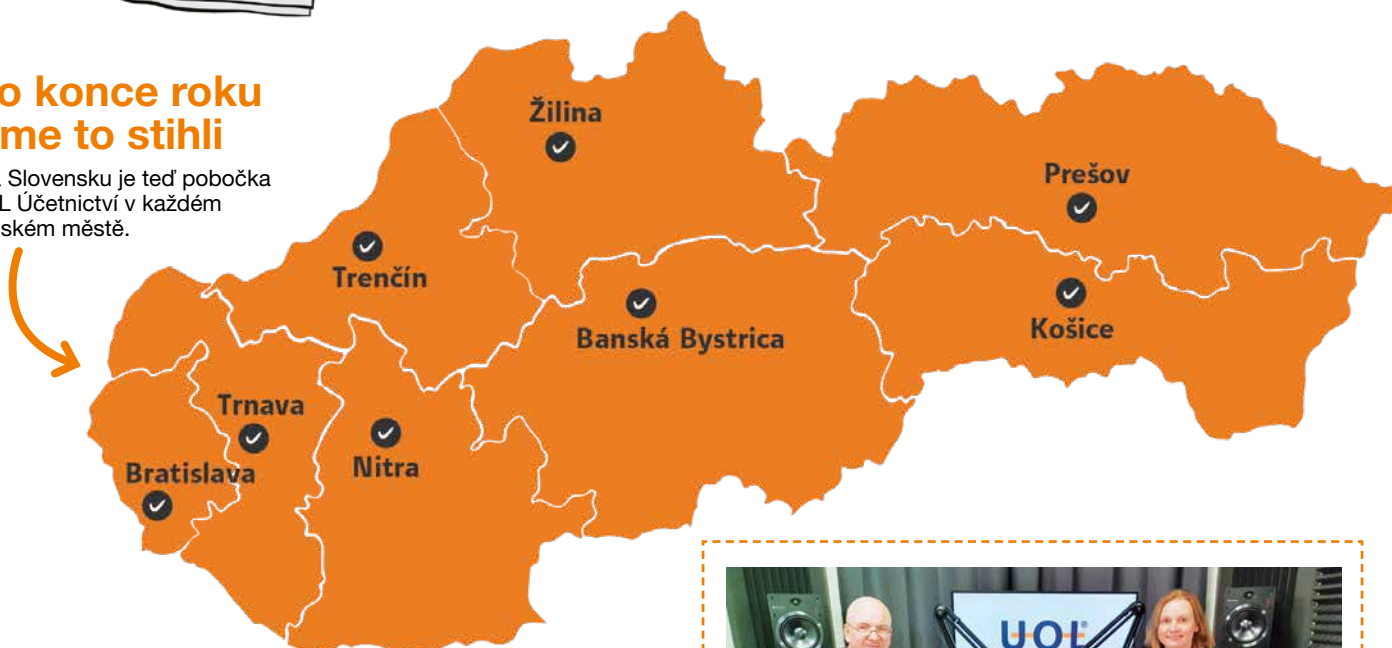 o konce roku
me to stihli
Slovensku je teď pobočka
L Účetnictví v každém
ském městě.
Žilina
Prešov
Trenčín
Banská Bystrica
Košice
Trnava
Nitra
Bratislava
UOL